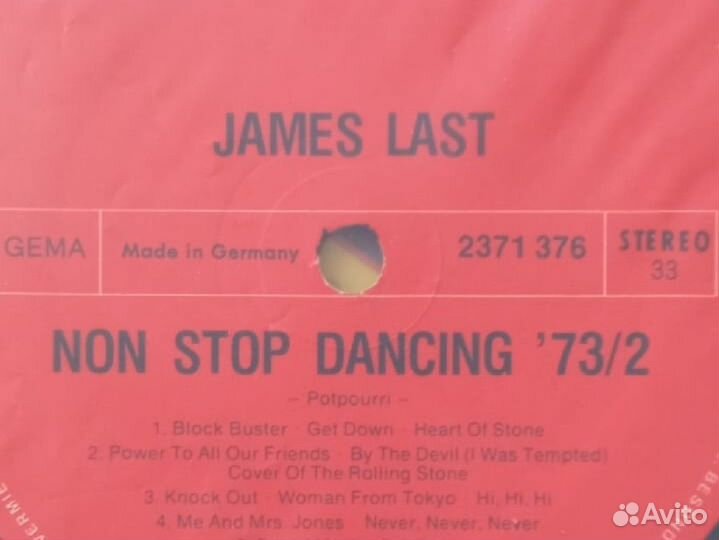 JAMES LAST
GEMA Made in Germany 2371 376 STEREO
33
NON STOP DANCING '73/2
– Potpourri –
1. Block Buster · Get Down · Heart Of Stone
2. Power To All Our Friends · By The Devil (I Was Tempted)
Cover Of The Rolling Stone
3. Knock Out · Woman From Tokyo · Hi, Hi, Hi
4. Me And Mrs. Jones · Never, Never, Never
VERMIE
BESTAND
Avito